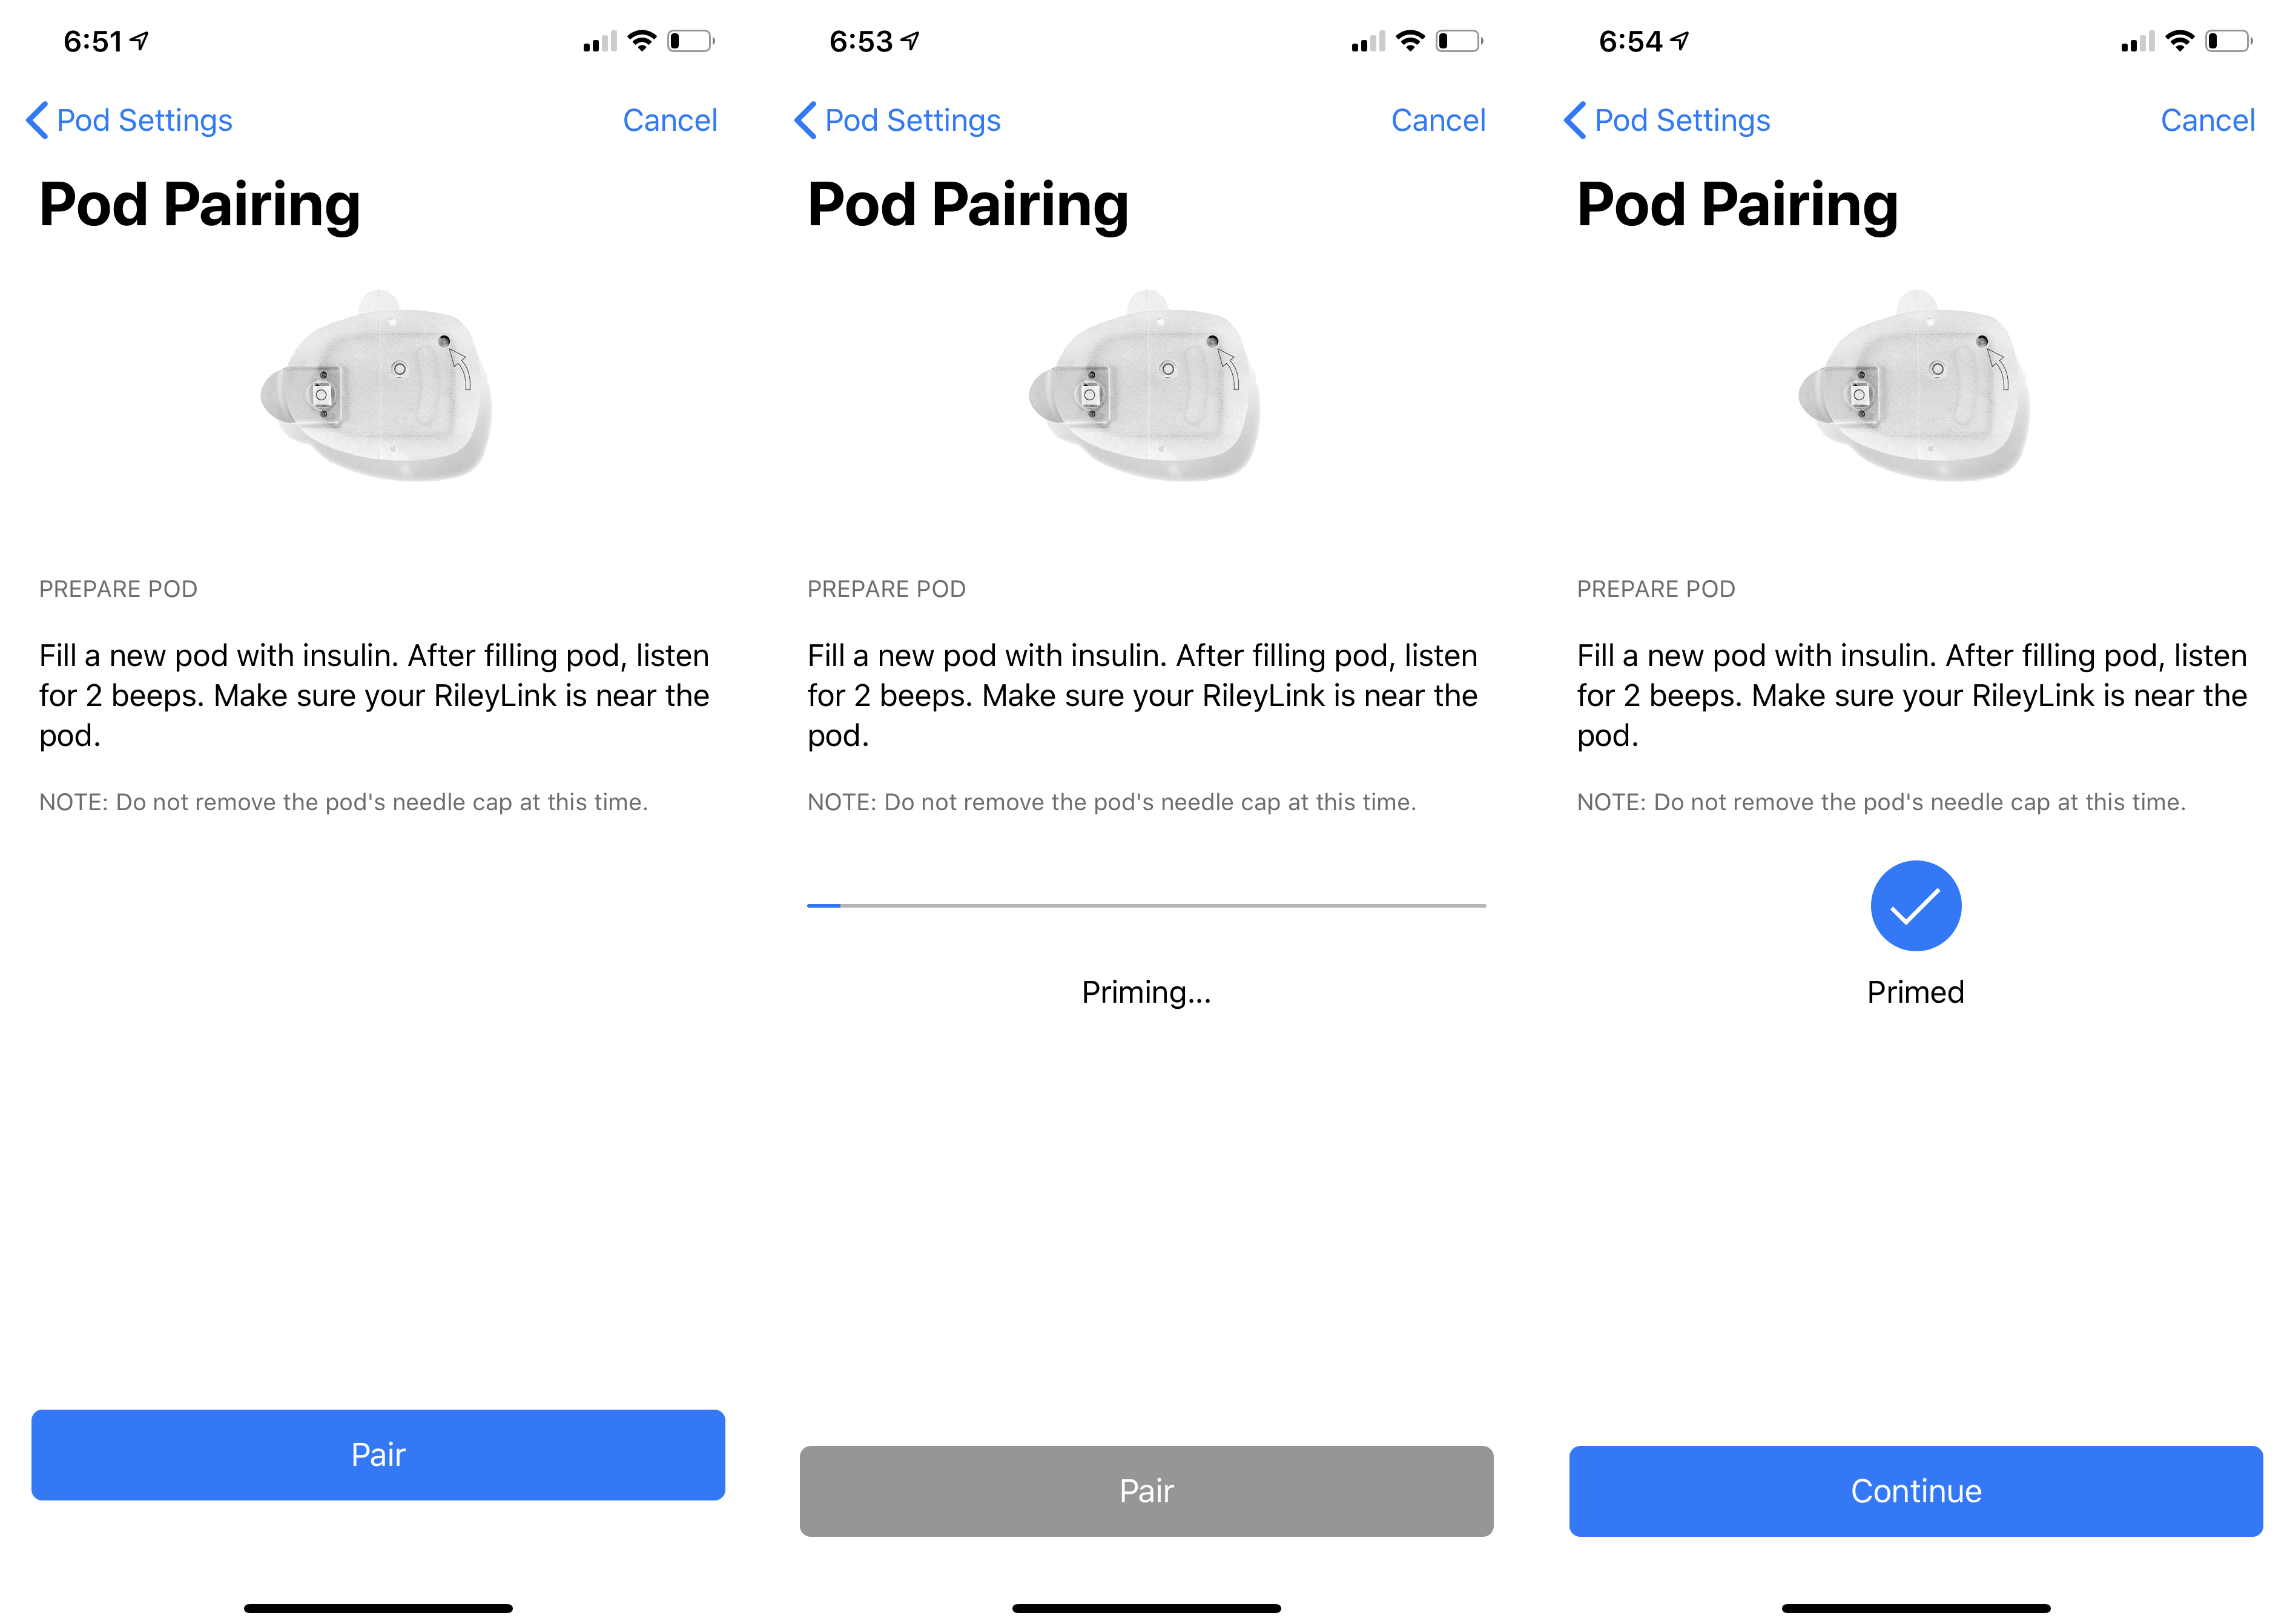 6:51
Pod Settings
Cancel
Pod Pairing
PREPARE POD
Fill a new pod with insulin. After filling pod, listen
for 2 beeps. Make sure your RileyLink is near the
pod.
NOTE: Do not remove the pod's needle cap at this time.
Pair
6:53
Pod Settings
Cancel
Pod Pairing
PREPARE POD
Fill a new pod with insulin. After filling pod, listen
for 2 beeps. Make sure your RileyLink is near the
pod.
NOTE: Do not remove the pod's needle cap at this time.
Priming...
Pair
6:54
Pod Settings
Cancel
Pod Pairing
PREPARE POD
Fill a new pod with insulin. After filling pod, listen
for 2 beeps. Make sure your RileyLink is near the
pod.
NOTE: Do not remove the pod's needle cap at this time.
Primed
Continue